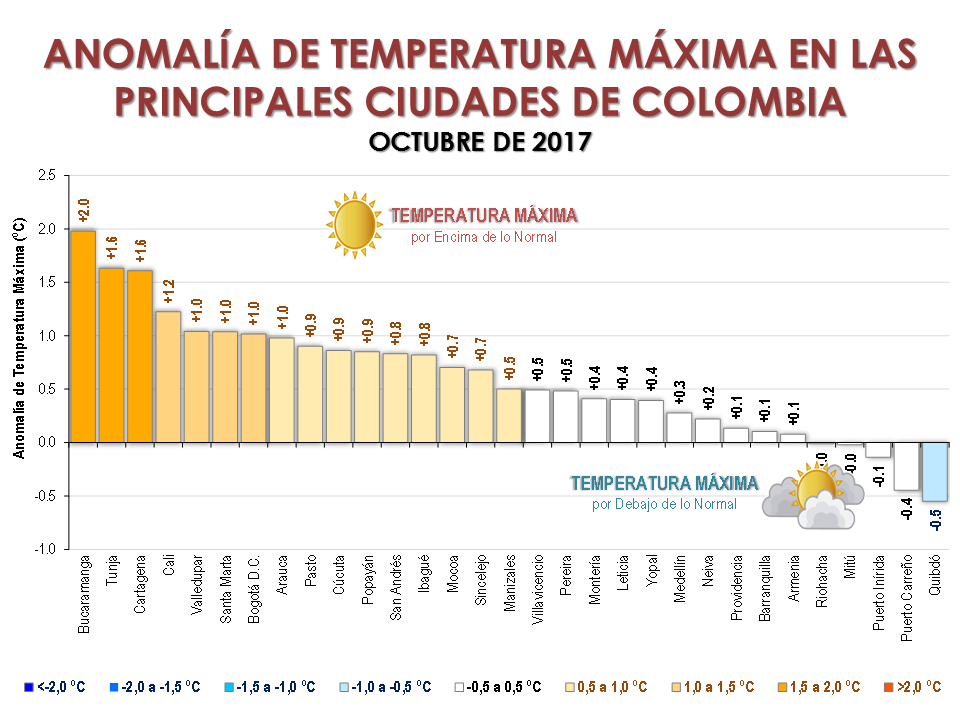 ANOMALÍA DE TEMPERATURA MÁXIMA EN LAS
PRINCIPALES CIUDADES DE COLOMBIA
OCTUBRE DE 2017
Anomalía de Temperatura Máxima (°C)
2.5
2.0
1.5
1.0
0.5
0.0
-0.5
-1.0
TEMPERATURA MÁXIMA
por Encima de lo Normal
TEMPERATURA MÁXIMA
por Debajo de lo Normal
+2.0
+1.6
+1.6
+1.2
+1.0
+1.0
+1.0
+1.0
+0.9
+0.9
+0.9
+0.8
+0.8
+0.7
+0.7
+0.5
+0.5
+0.5
+0.4
+0.4
+0.4
+0.3
+0.2
+0.1
+0.1
+0.1
-0.0
-0.1
-0.4
-0.5
Bucaramanga
Tunja
Cartagena
Cali
Valledupar
Santa Marta
Bogotá D.C.
Arauca
Pasto
Cúcuta
Popayán
San Andrés
Ibagué
Mocoa
Sincelejo
Manizales
Villavicencio
Pereira
Montería
Leticia
Yopal
Medellín
Neiva
Providencia
Barranquilla
Armenia
Riohacha
Mitú
Puerto Inírida
Puerto Carreño
Quibdó
<-2,0 °C
-2,0 a -1,5 °C
-1,5 a -1,0 °C
-1,0 a -0,5 °C
-0,5 a 0,5 °C
0,5 a 1,0 °C
1,0 a 1,5 °C
1,5 a 2,0 °C
>2,0 °C